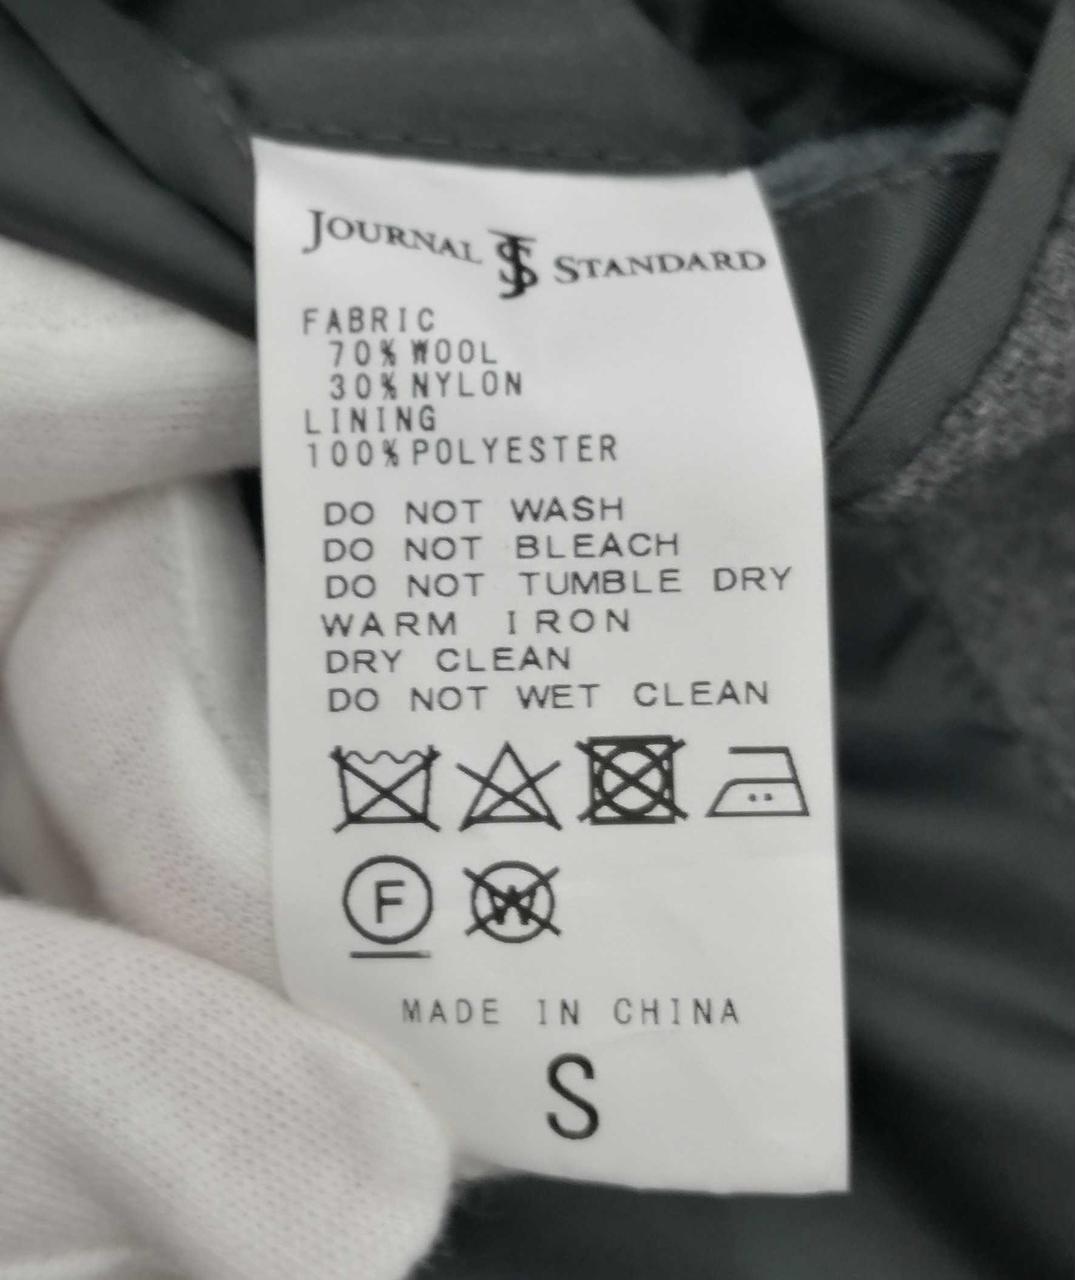 JOURNAL JS STANDARD
FABRIC
70% WOOL
30% NYLON
LINING
100% POLYESTER
DO NOT WASH
DO NOT BLEACH
DO NOT TUMBLE DRY
WARM IRON
DRY CLEAN
DO NOT WET CLEAN
F W
MADE IN CHINA
S